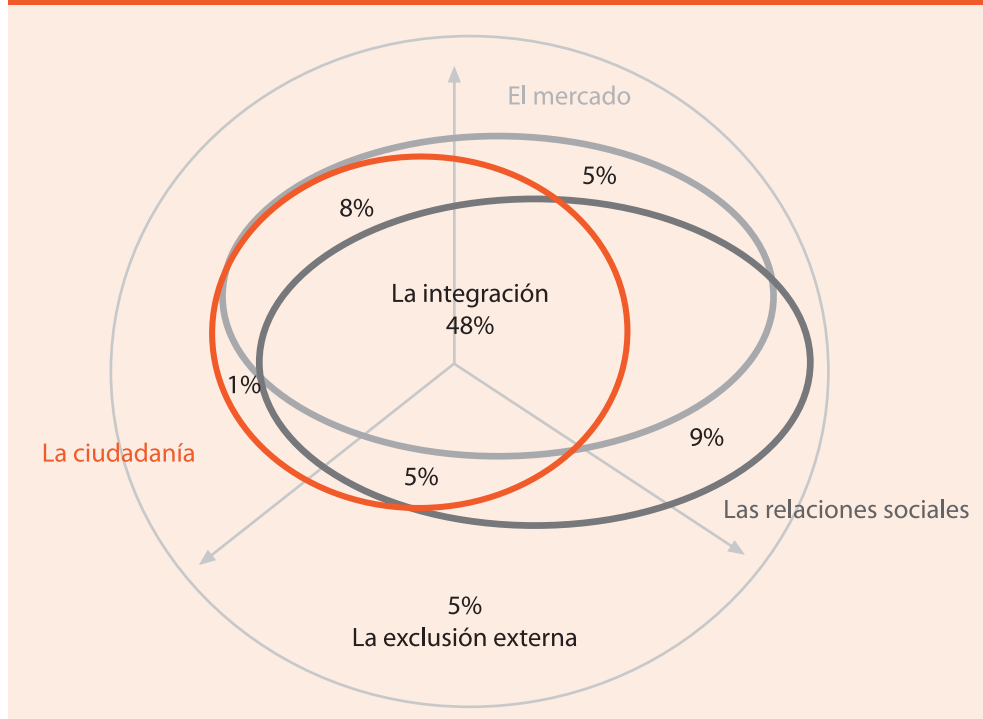 El mercado
5%
8%
La integración
48%
1%
9%
La ciudadanía
5%
Las relaciones sociales
5%
La exclusión externa